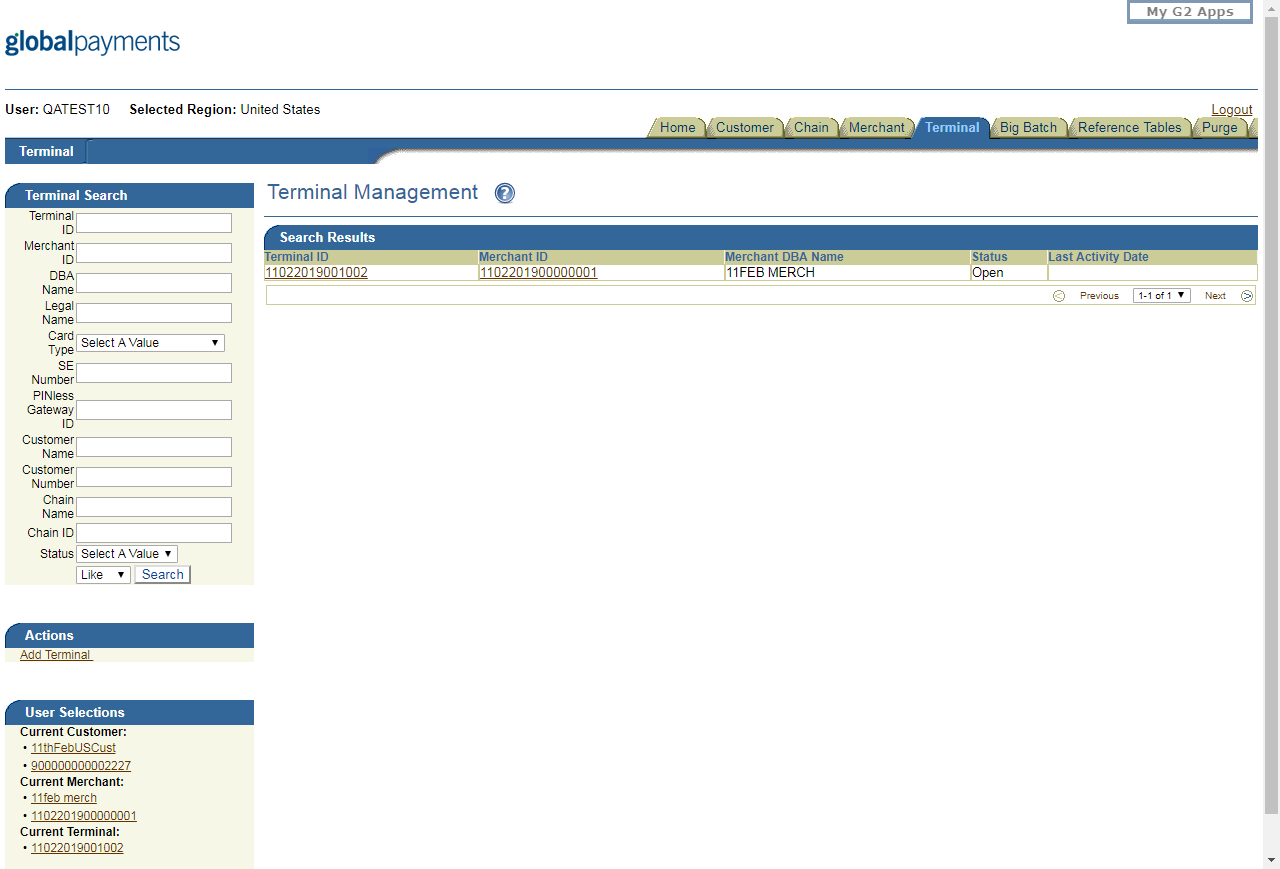 My G2 Apps
globalpayments
User: QATEST10 Selected Region: United States
Logout
Home Customer Chain Merchant Terminal Big Batch Reference Tables Purge
Terminal
Terminal Search
Terminal
ID
Merchant
ID
DBA
Name
Legal
Name
Card
Type
Select A Value
SE
Number
PINless
Gateway
ID
Customer
Name
Customer
Number
Chain
Name
Chain ID
Status Select A Value
Like Search
Actions
Add Terminal
User Selections
Current Customer:
• 11thFebUSCust
• 900000000002227
Current Merchant:
• 11feb merch
• 1102201900000001
Current Terminal:
• 11022019001002
Terminal Management ?
Search Results
Terminal ID Merchant ID Merchant DBA Name Status Last Activity Date
11022019001002 1102201900000001 11FEB MERCH Open
Previous 1-1 of 1 Next